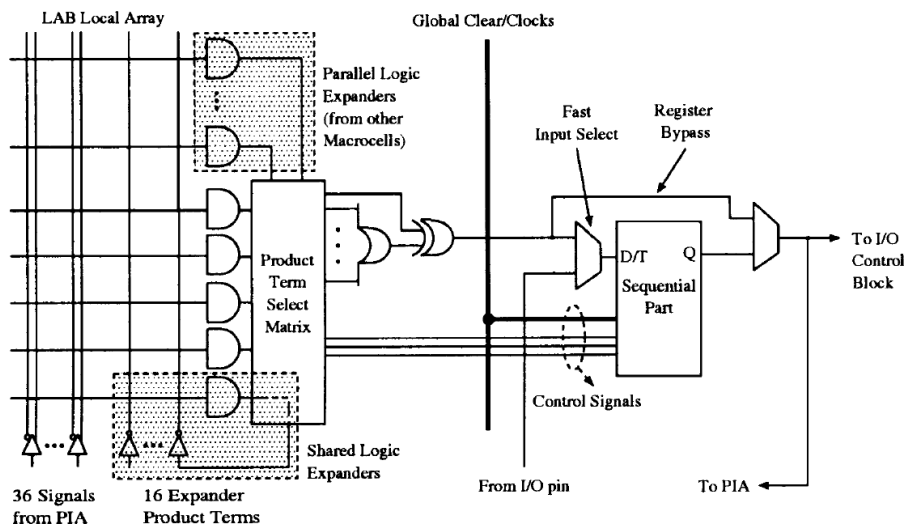 LAB Local Array
Global Clear/Clocks
Parallel Logic
Expanders
(from other
Macrocells)
Fast
Input Select
Register
Bypass
Product
Term
Select
Matrix
D/T
Q
Sequential
Part
To I/O
Control
Block
Control Signals
Shared Logic
Expanders
36 Signals
from PIA
16 Expander
Product Terms
From I/O pin
To PIA